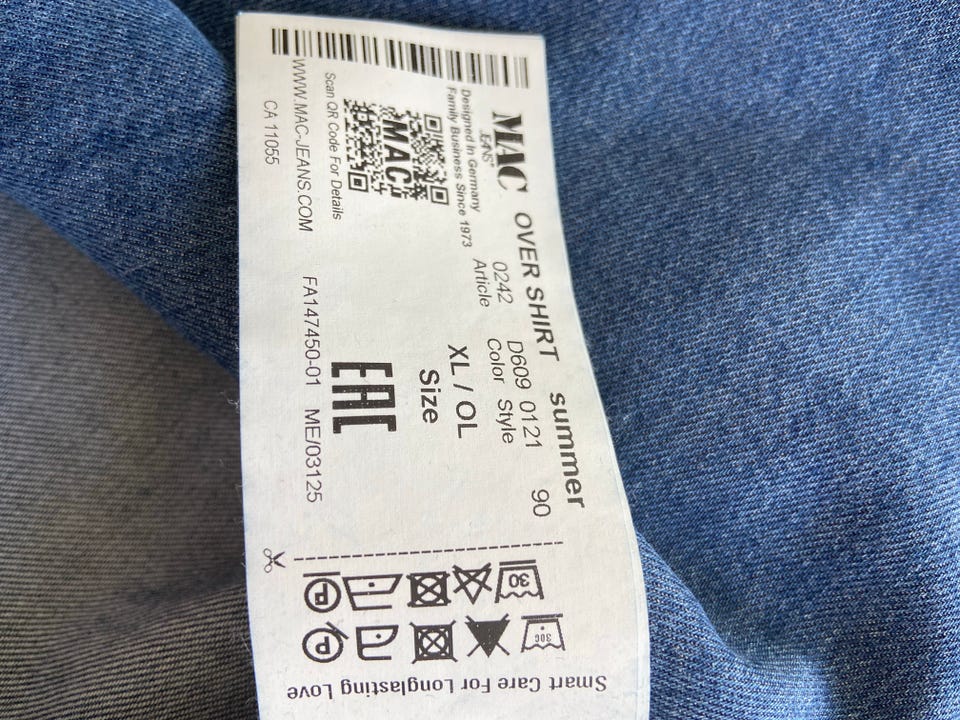 MAC
JEANS
Designed In Germany
Family Business Since 1973
MAC
Scan QR Code For Details
WWW.MAC-JEANS.COM
CA 11055
OVER SHIRT summer
0242 D609 0121 90
Article Color Style
XL / OL
Size
EAC
FA147450-01 ME/03125
30
30C
P
P
Smart Care For Longlasting Love